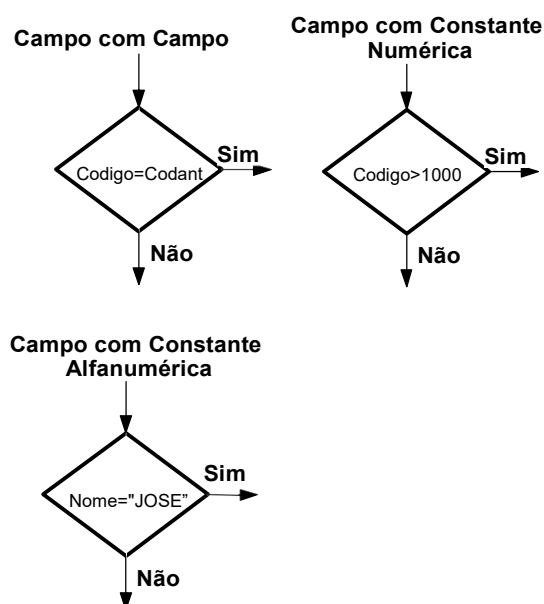 Campo com Campo
Codigo=Codant
Sim
Não
Campo com Constante
Numérica
Codigo>1000
Sim
Não
Campo com Constante
Alfanumérica
Nome="JOSE”
Sim
Não